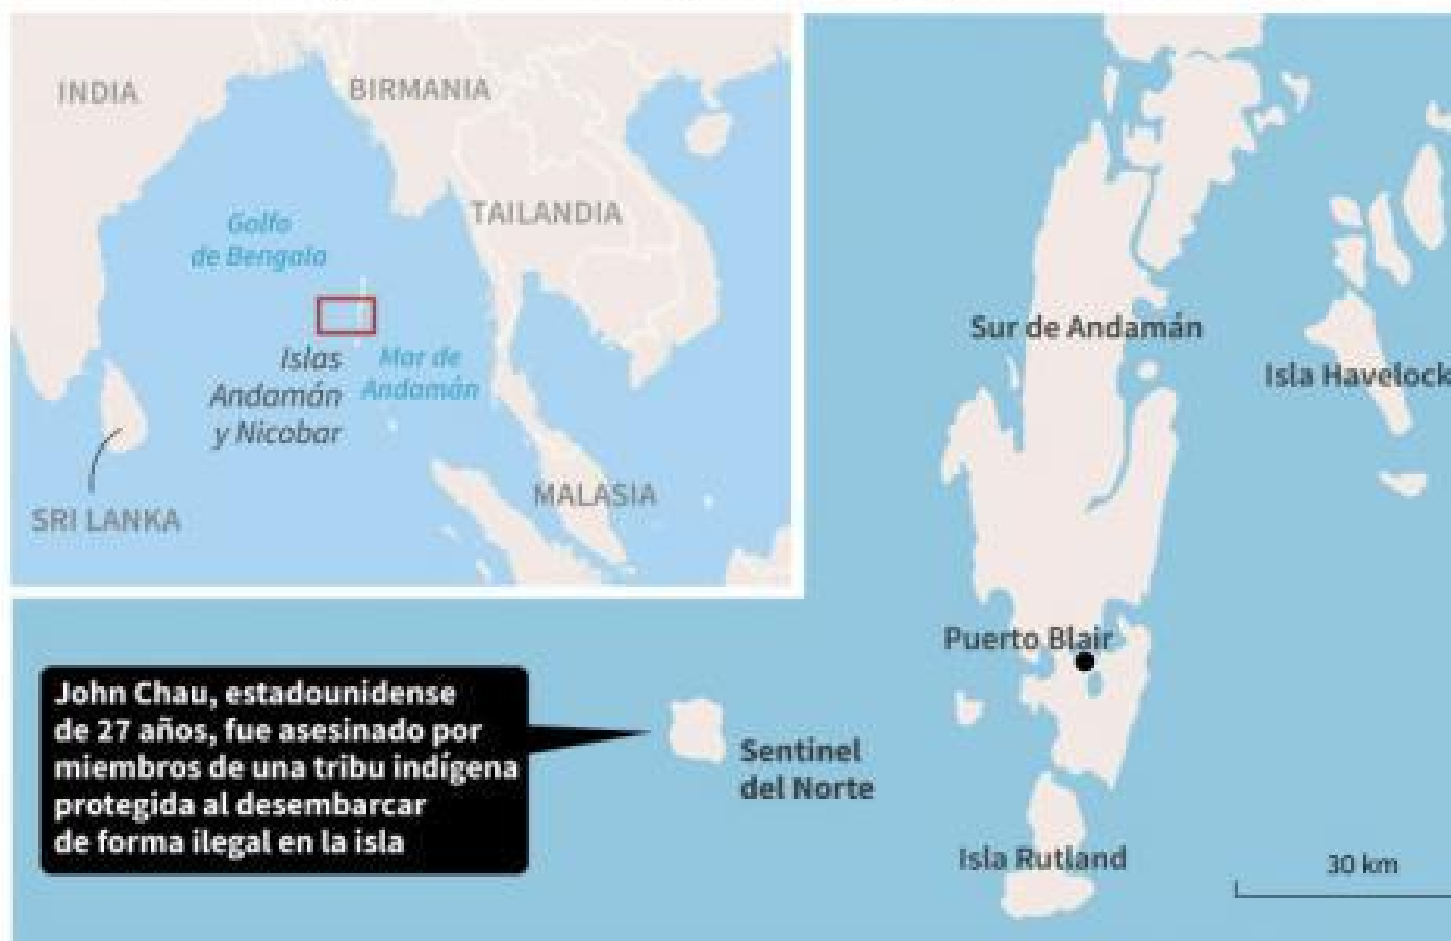 INDIA
BIRMANIA
Golfo
de Bengala
TAILANDIA
Islas
Andamán
y Nicobar
Mar de
Andamán
MALASIA
SRI LANKA
Sur de Andamán
Isla Havelock
Puerto Blair
John Chau, estadounidense
de 27 años, fue asesinado por
miembros de una tribu indígena
protegida al desembarcar
de forma ilegal en la isla
Sentinel
del Norte
Isla Rutland
30 km